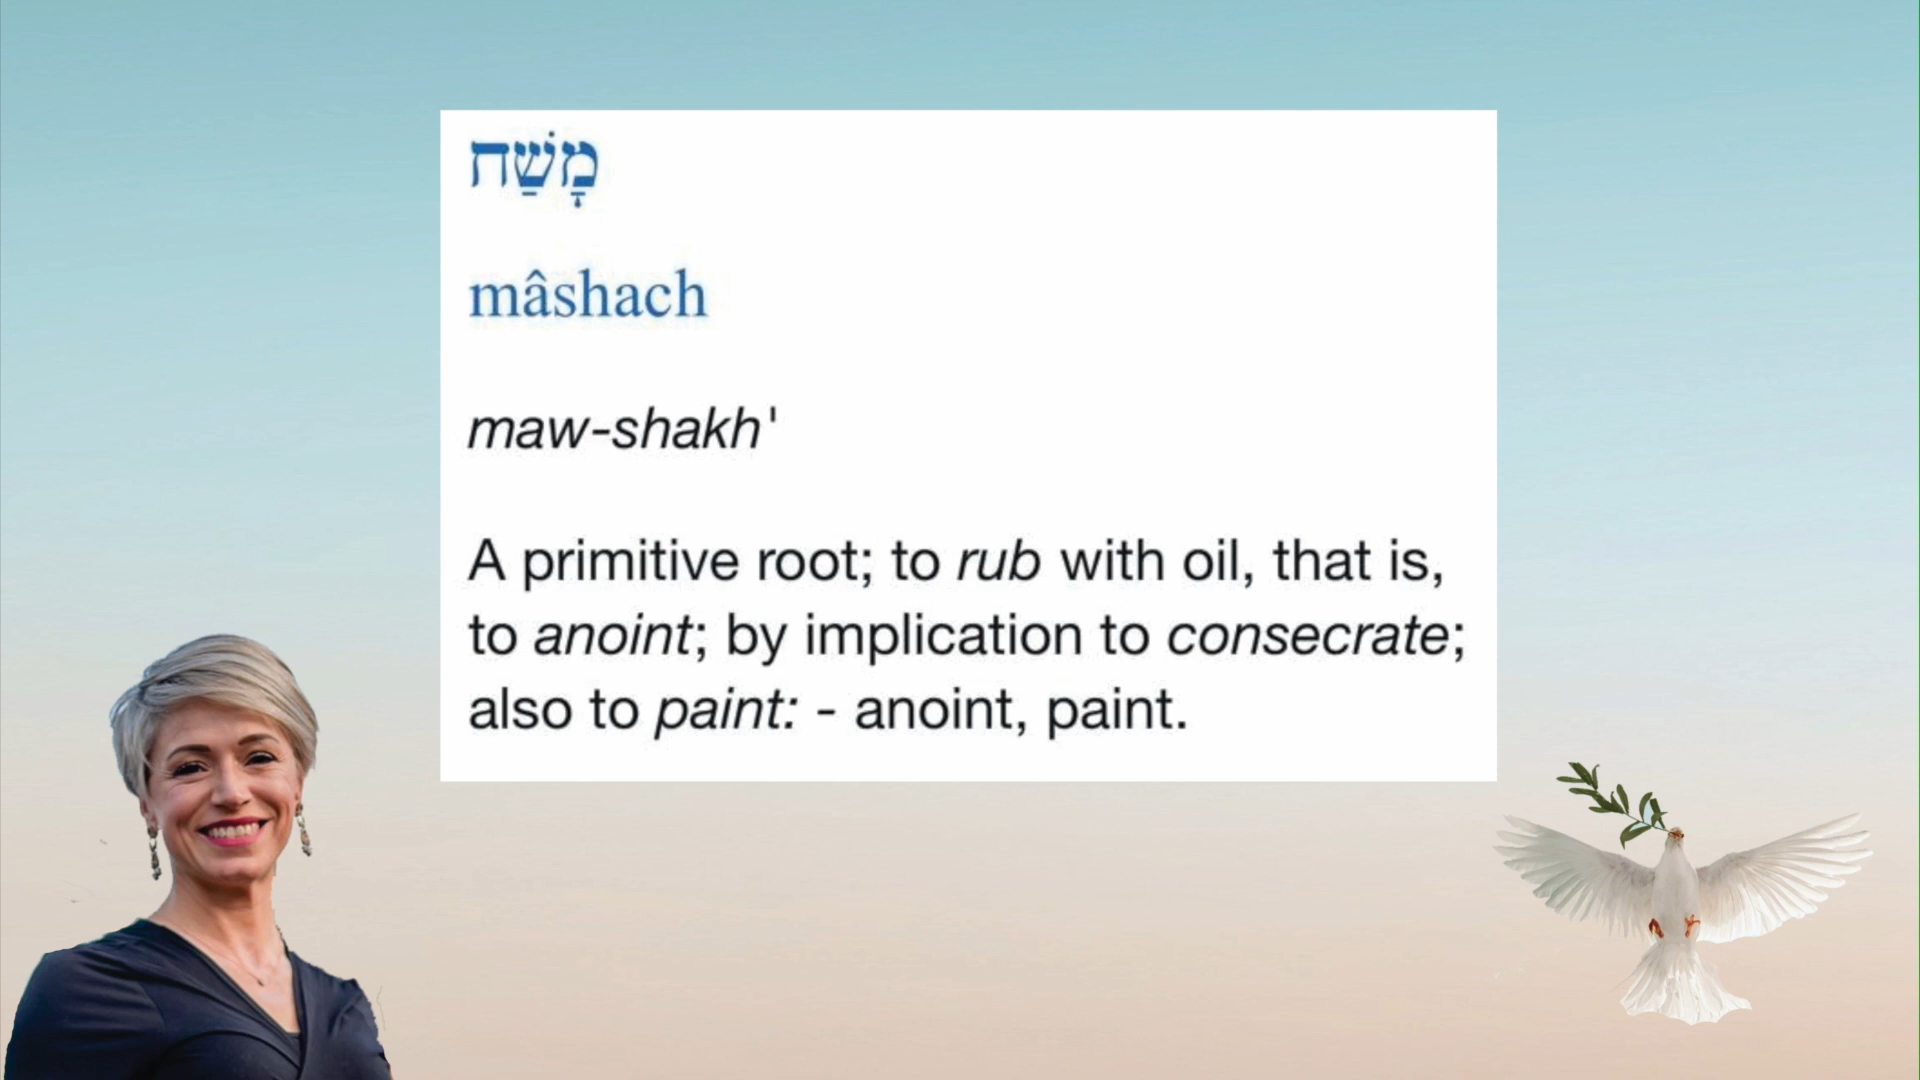 מָשַׁח
mâshach
maw-shakh'
A primitive root; to rub with oil, that is,
to anoint; by implication to consecrate;
also to paint: - anoint, paint.